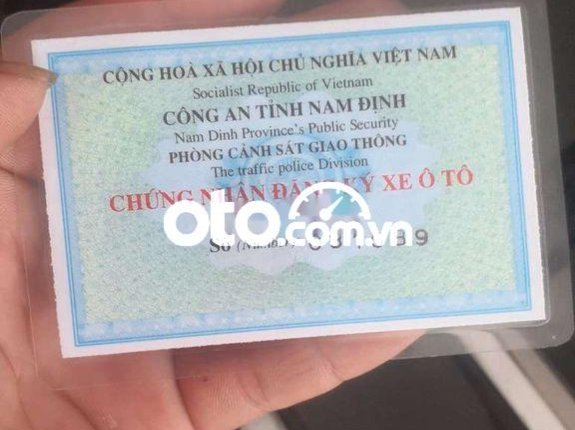 CỘNG HOÀ XÃ HỘI CHỦ NGHĨA VIỆT NAM
Socialist Republic of Vietnam
CÔNG AN TỈNH NAM ĐỊNH
Nam Dinh Province's Public Security
PHÒNG CẢNH SÁT GIAO THÔNG
The traffic police Division
CHỨNG NHẬN ĐĂNG KÝ XE Ô TÔ
oto.com.vn
Số